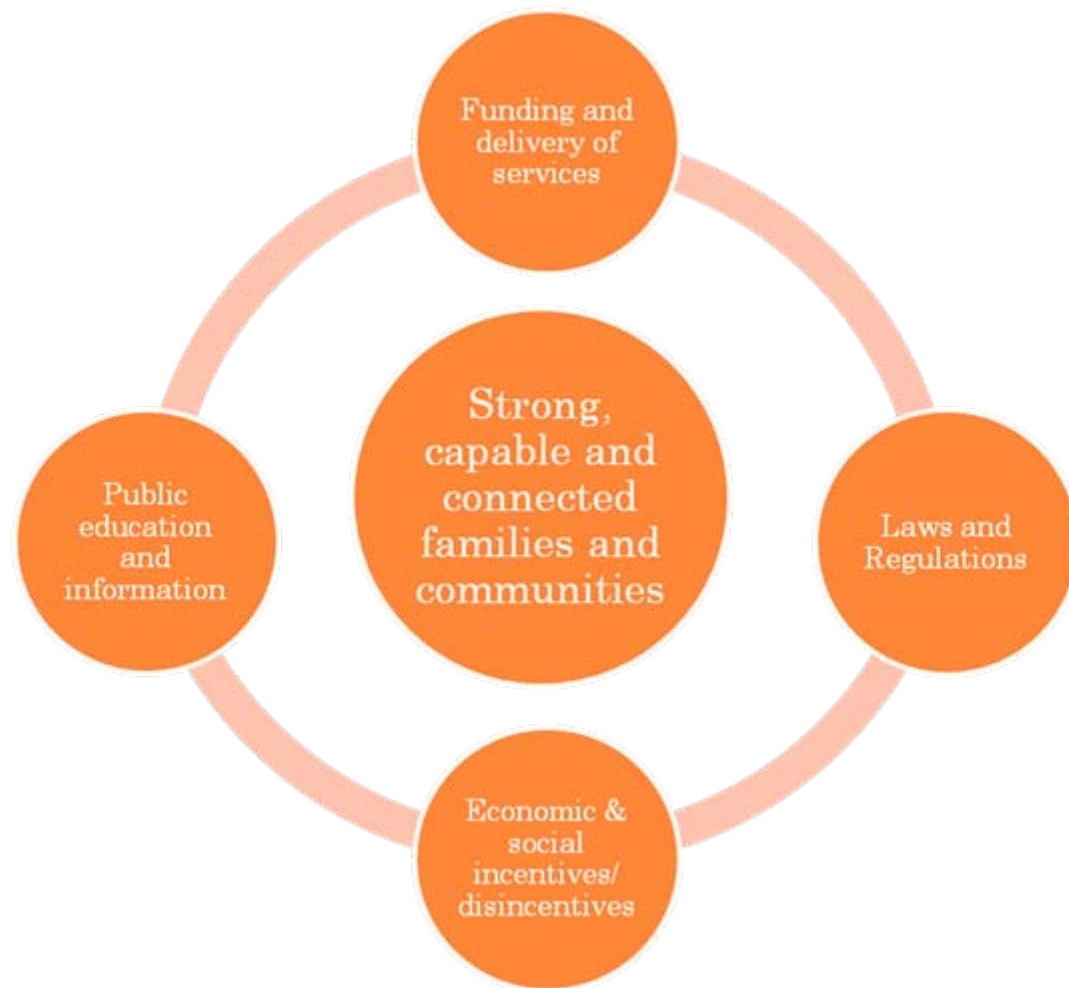 Funding and
delivery of
services
Strong,
capable and
connected
families and
communities
Public
education
and
information
Laws and
Regulations
Economic &
social
incentives/
disincentives